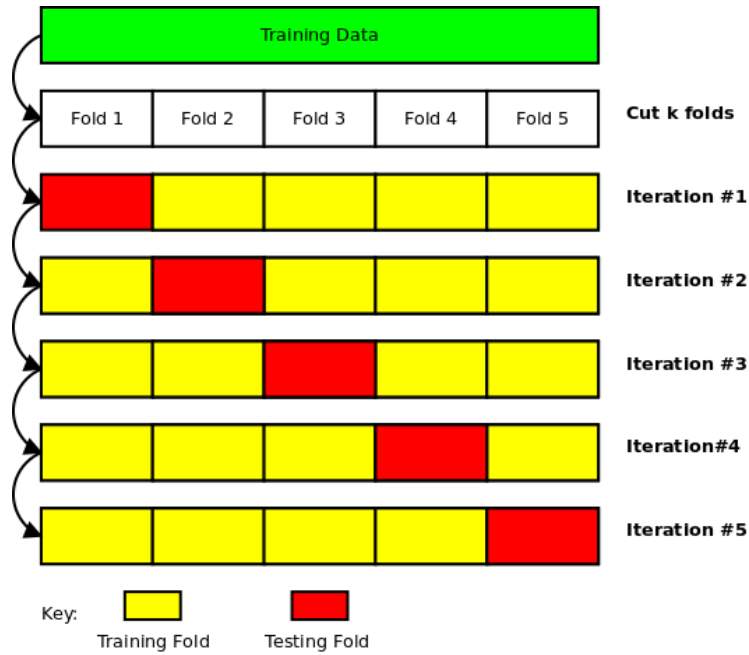 Training Data
Fold 1 Fold 2 Fold 3 Fold 4 Fold 5 Cut k folds
Iteration #1
Iteration #2
Iteration #3
Iteration#4
Iteration #5
Key:
Training Fold Testing Fold